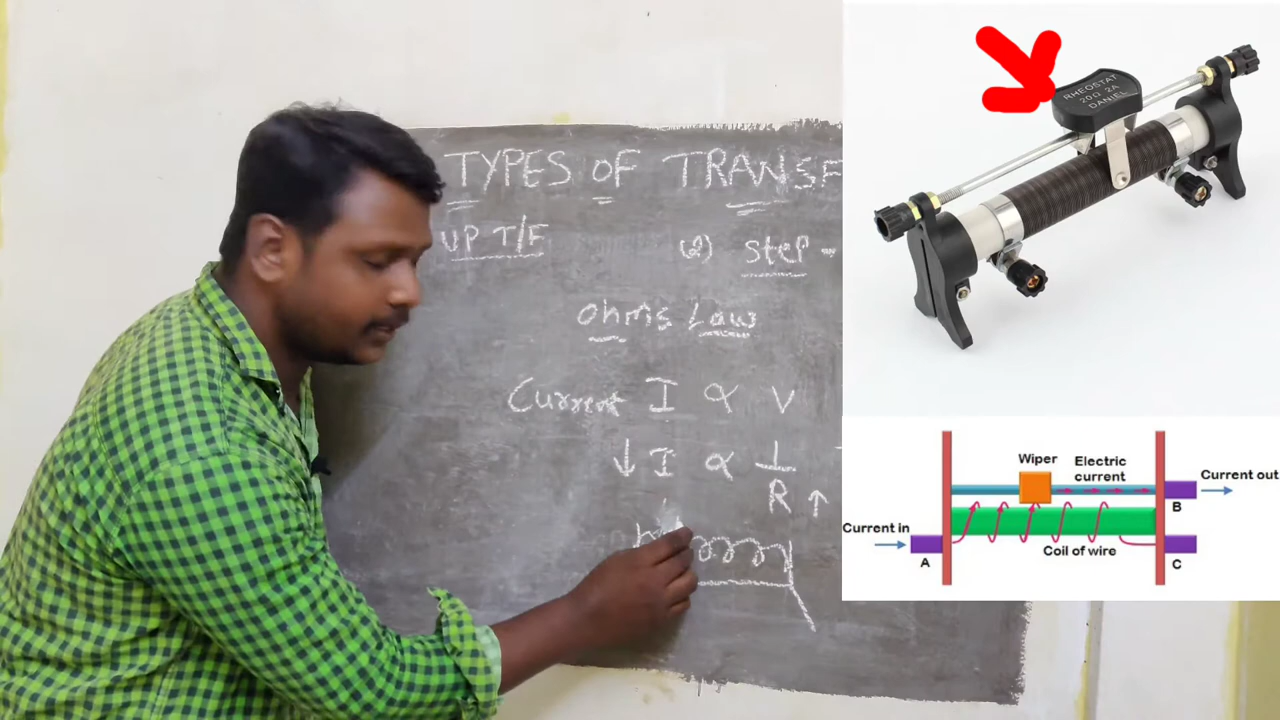 TYPES OF TRANSF
UP T/F
2) step -
ohms Law
Current I ∝ V
↓ I ∝ 1/R ↑
RHEOSTAT
20Ω 2A
DANIEL
Wiper
Electric
current
Current out
B
Current in
A
Coil of wire
C